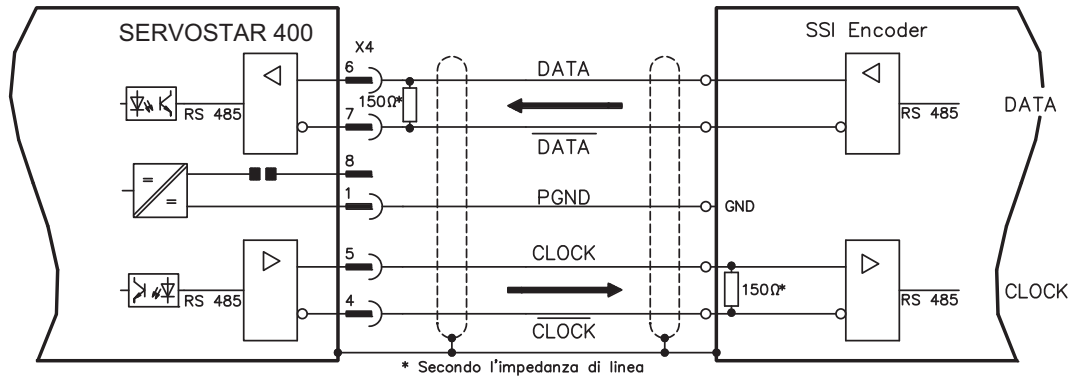 SERVOSTAR 400
X4
SSI Encoder
6
DATA
150Ω*
RS 485
7
DATA
RS 485
DATA
=
=
8
1
PGND
GND
5
CLOCK
RS 485
4
CLOCK
150Ω*
RS 485
CLOCK
* Secondo l'impedanza di linea